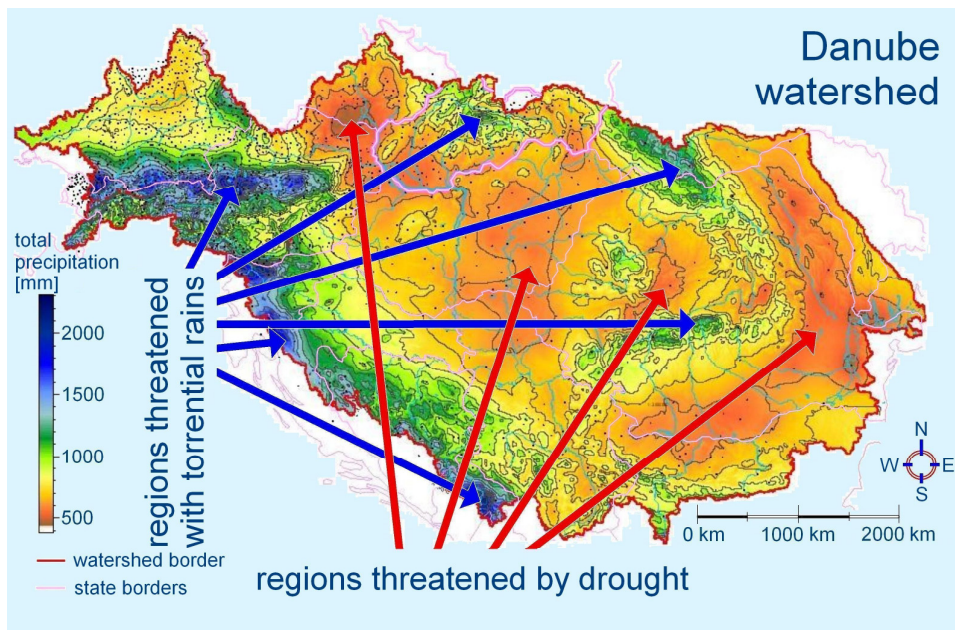 Danube
watershed
total
precipitation
[mm]
2000
1500
1000
500
regions threatened
with torrential rains
watershed border
state borders
regions threatened by drought
N
W E
S
0 km 1000 km 2000 km